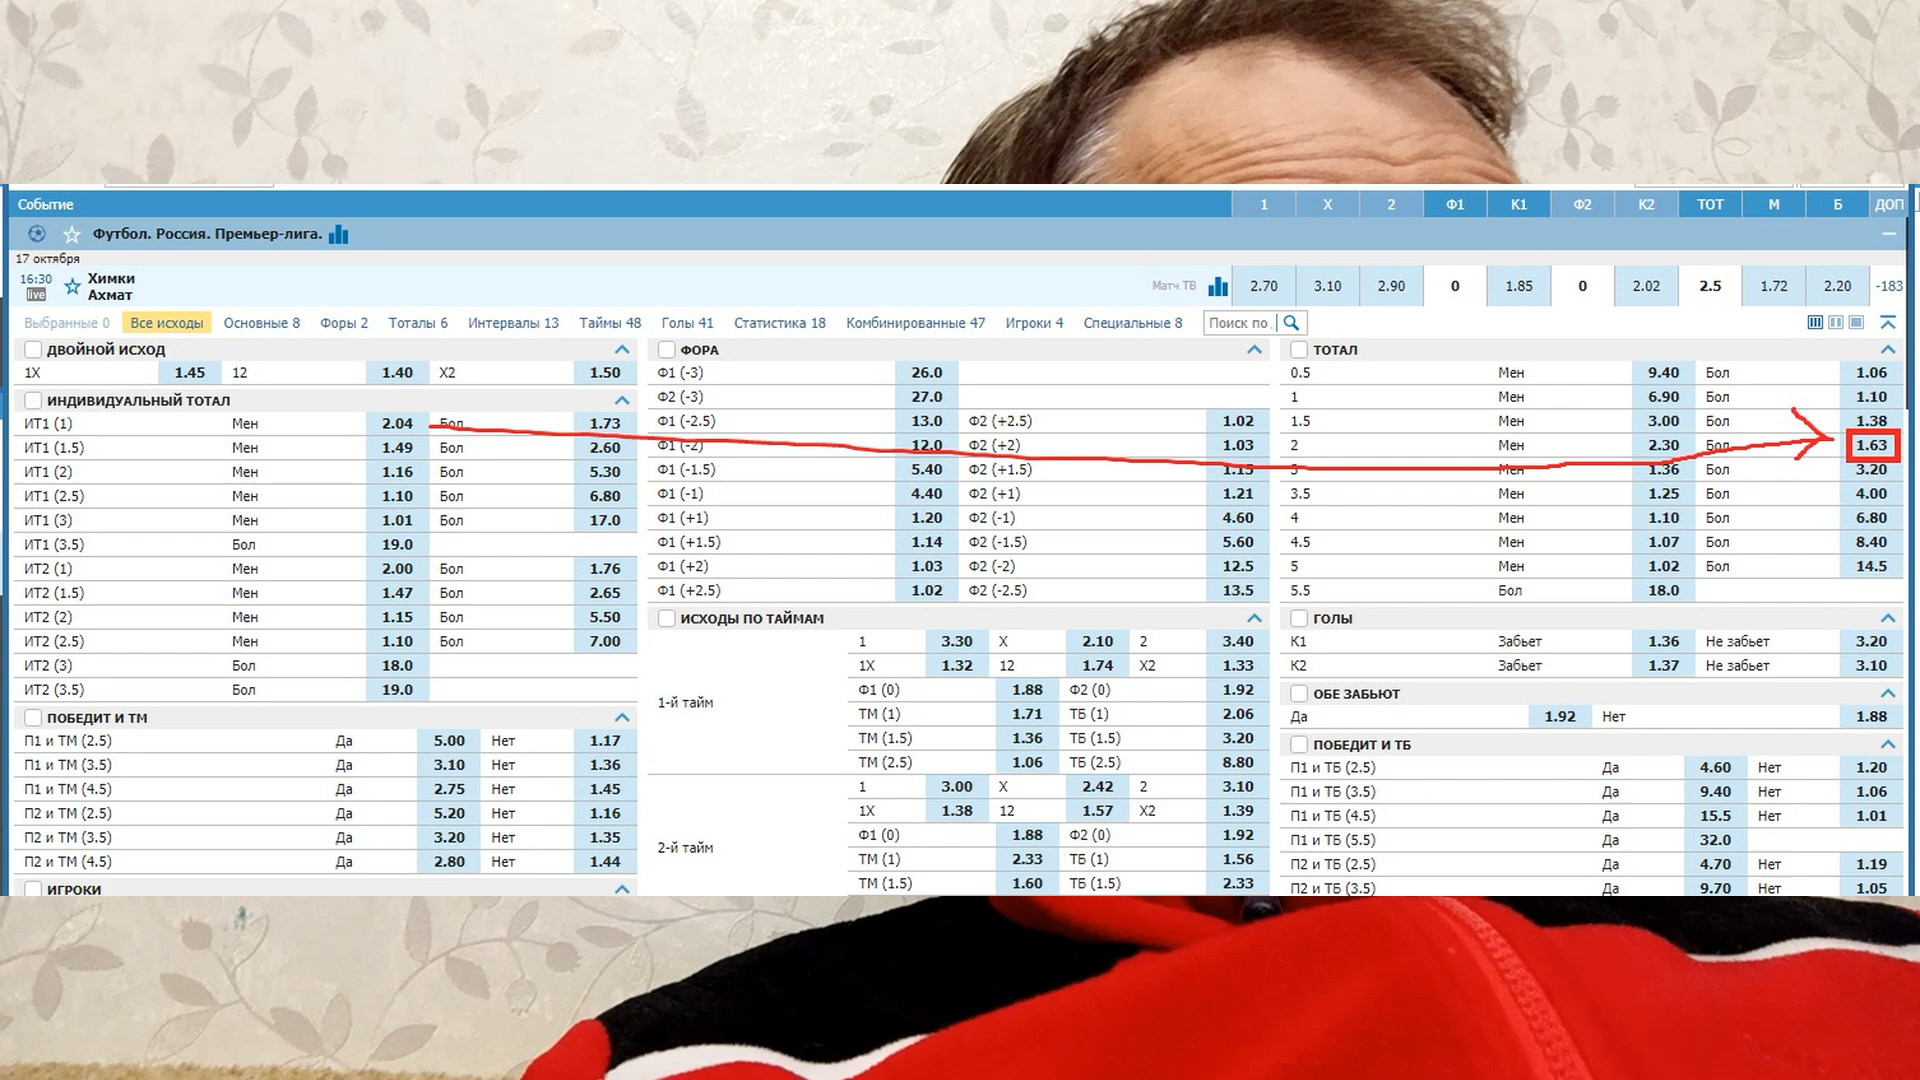 Событие 1 X 2 Ф1 К1 Ф2 К2 ТОТ М Б ДОП
Футбол. Россия. Премьер-лига.
17 октября
16:30 Химки
live Ахмат
Матч ТВ 2.70 3.10 2.90 0 1.85 0 2.02 2.5 1.72 2.20 -183
Выбранные 0 Все исходы Основные 8 Форы 2 Тоталы 6 Интервалы 13 Таймы 48 Голы 41 Статистика 18 Комбинированные 47 Игроки 4 Специальные 8 Поиск по
ДВОЙНОЙ ИСХОД
1X 1.45 12 1.40 X2 1.50
ИНДИВИДУАЛЬНЫЙ ТОТАЛ
ИТ1 (1) Мен 2.04 Бол 1.73
ИТ1 (1.5) Мен 1.49 Бол 2.60
ИТ1 (2) Мен 1.16 Бол 5.30
ИТ1 (2.5) Мен 1.10 Бол 6.80
ИТ1 (3) Мен 1.01 Бол 17.0
ИТ1 (3.5) Бол 19.0
ИТ2 (1) Мен 2.00 Бол 1.76
ИТ2 (1.5) Мен 1.47 Бол 2.65
ИТ2 (2) Мен 1.15 Бол 5.50
ИТ2 (2.5) Мен 1.10 Бол 7.00
ИТ2 (3) Бол 18.0
ИТ2 (3.5) Бол 19.0
ПОБЕДИТ И ТМ
П1 и ТМ (2.5) Да 5.00 Нет 1.17
П1 и ТМ (3.5) Да 3.10 Нет 1.36
П1 и ТМ (4.5) Да 2.75 Нет 1.45
П2 и ТМ (2.5) Да 5.20 Нет 1.16
П2 и ТМ (3.5) Да 3.20 Нет 1.35
П2 и ТМ (4.5) Да 2.80 Нет 1.44
ИГРОКИ
ФОРА
Ф1 (-3) 26.0
Ф2 (-3) 27.0
Ф1 (-2.5) 13.0 Ф2 (+2.5) 1.02
Ф1 (-2) 12.0 Ф2 (+2) 1.03
Ф1 (-1.5) 5.40 Ф2 (+1.5) 1.15
Ф1 (-1) 4.40 Ф2 (+1) 1.21
Ф1 (+1) 1.20 Ф2 (-1) 4.60
Ф1 (+1.5) 1.14 Ф2 (-1.5) 5.60
Ф1 (+2) 1.03 Ф2 (-2) 12.5
Ф1 (+2.5) 1.02 Ф2 (-2.5) 13.5
ИСХОДЫ ПО ТАЙМАМ
1-й тайм
1 3.30 X 2.10 2 3.40
1X 1.32 12 1.74 X2 1.33
Ф1 (0) 1.88 Ф2 (0) 1.92
ТМ (1) 1.71 ТБ (1) 2.06
ТМ (1.5) 1.36 ТБ (1.5) 3.20
ТМ (2.5) 1.06 ТБ (2.5) 8.80
2-й тайм
1 3.00 X 2.42 2 3.10
1X 1.38 12 1.57 X2 1.39
Ф1 (0) 1.88 Ф2 (0) 1.92
ТМ (1) 2.33 ТБ (1) 1.56
ТМ (1.5) 1.60 ТБ (1.5) 2.33
ТОТАЛ
0.5 Мен 9.40 Бол 1.06
1 Мен 6.90 Бол 1.10
1.5 Мен 3.00 Бол 1.38
2 Мен 2.30 Бол 1.63
3 Мен 1.36 Бол 3.20
3.5 Мен 1.25 Бол 4.00
4 Мен 1.10 Бол 6.80
4.5 Мен 1.07 Бол 8.40
5 Мен 1.02 Бол 14.5
5.5 Бол 18.0
ГОЛЫ
К1 Забьет 1.36 Не забьет 3.20
К2 Забьет 1.37 Не забьет 3.10
ОБЕ ЗАБЬЮТ
Да 1.92 Нет 1.88
ПОБЕДИТ И ТБ
П1 и ТБ (2.5) Да 4.60 Нет 1.20
П1 и ТБ (3.5) Да 9.40 Нет 1.06
П1 и ТБ (4.5) Да 15.5 Нет 1.01
П1 и ТБ (5.5) Да 32.0
П2 и ТБ (2.5) Да 4.70 Нет 1.19
П2 и ТБ (3.5) Да 9.70 Нет 1.05